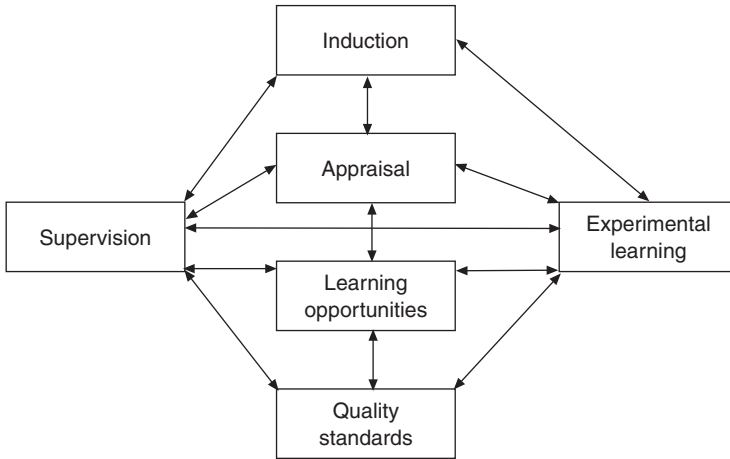 Induction
Appraisal
Supervision
Experimental
learning
Learning
opportunities
Quality
standards